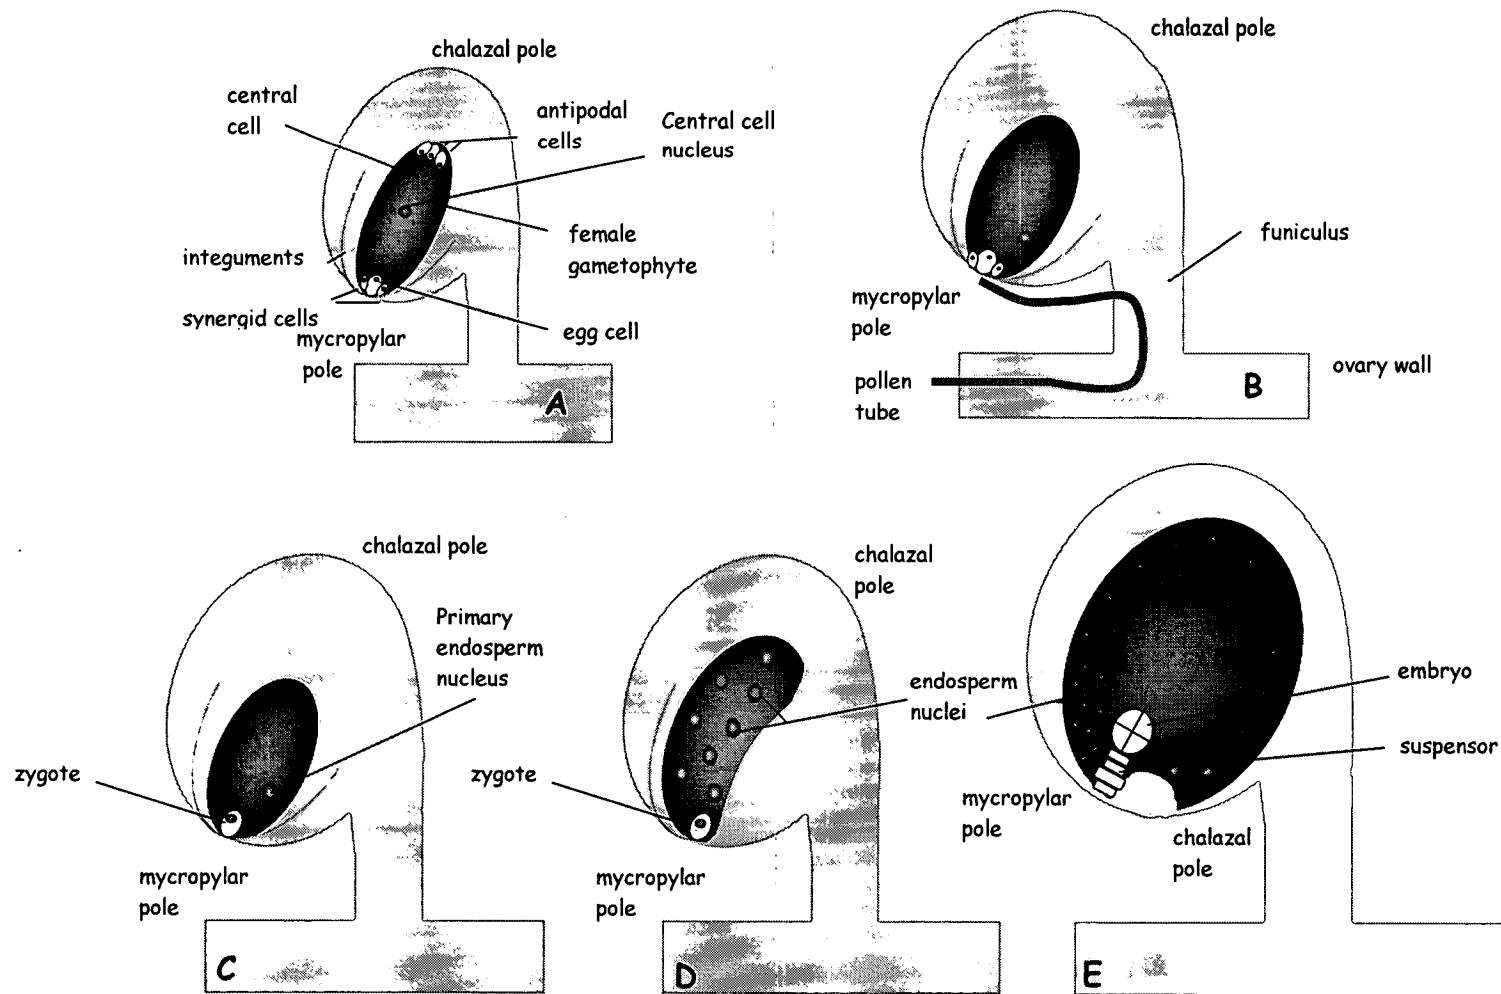 chalazal pole
central
cell
antipodal
cells
Central cell
nucleus
female
gametophyte
integuments
synergid cells
egg cell
mycropylar
pole
A
chalazal pole
funiculus
mycropylar
pole
pollen
tube
ovary wall
B
chalazal pole
Primary
endosperm
nucleus
zygote
mycropylar
pole
C
chalazal
pole
endosperm
nuclei
zygote
mycropylar
pole
D
embryo
suspensor
mycropylar
pole
chalazal
pole
E